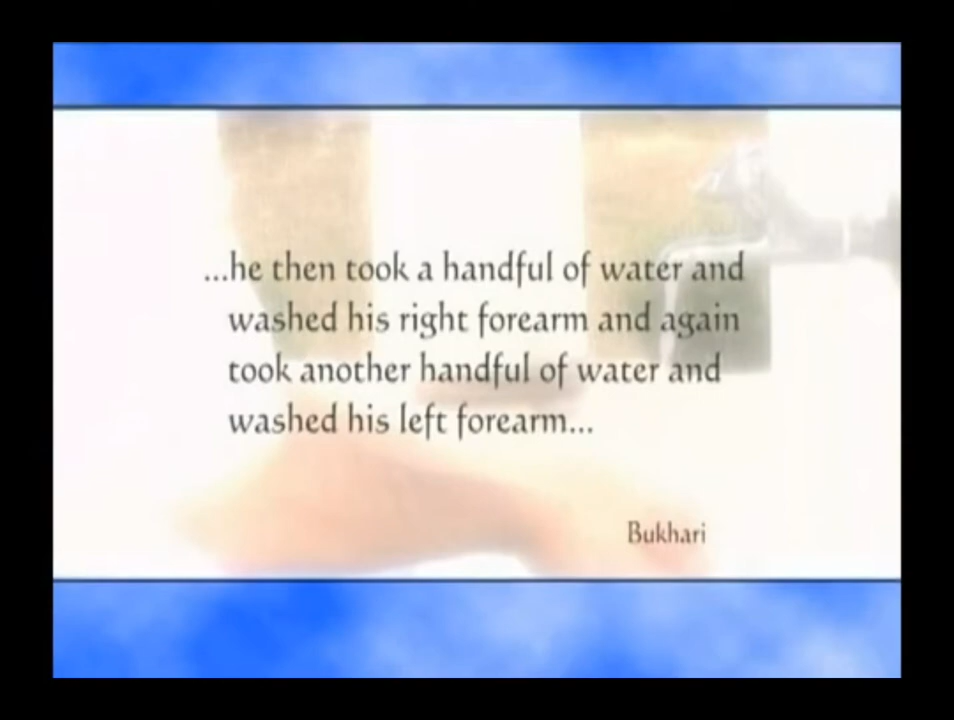 ...he then took a handful of water and
washed his right forearm and again
took another handful of water and
washed his left forearm...
Bukhari